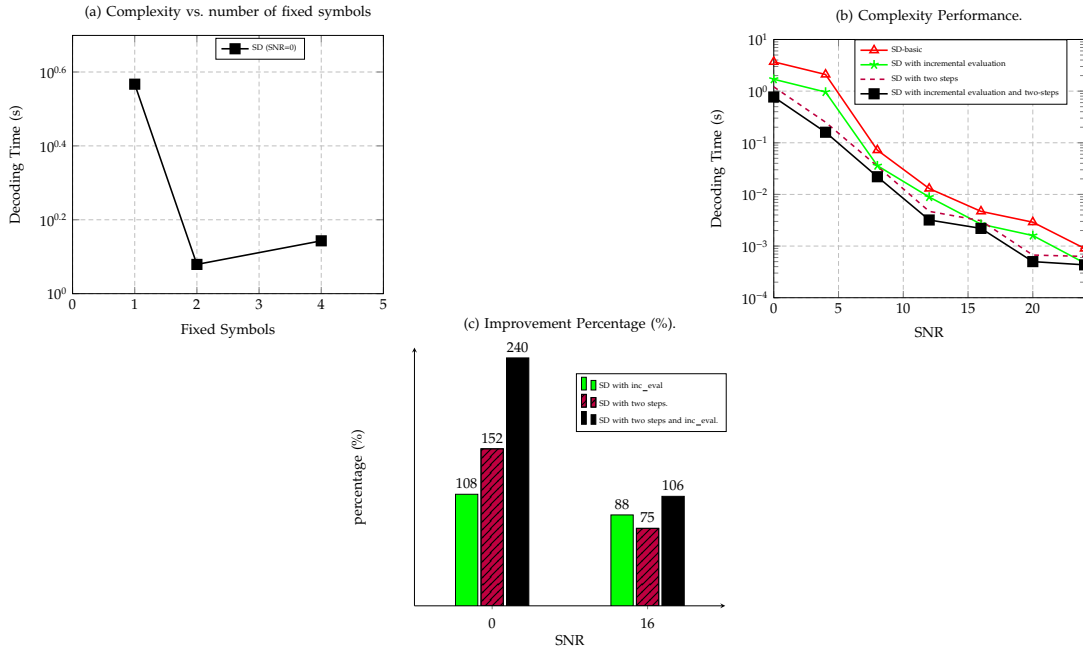 (a) Complexity vs. number of fixed symbols
SD (SNR=0)
10^0.6
10^0.4
10^0.2
10^0
Decoding Time (s)
0 1 2 3 4 5
Fixed Symbols
(b) Complexity Performance.
SD-basic
SD with incremental evaluation
SD with two steps
SD with incremental evaluation and two-steps
10^1
10^0
10^−1
10^−2
10^−3
10^−4
Decoding Time (s)
0 5 10 15 20
SNR
(c) Improvement Percentage (%).
SD with inc_eval
SD with two steps.
SD with two steps and inc_eval.
percentage (%)
108 152 240
88 75 106
0 16
SNR